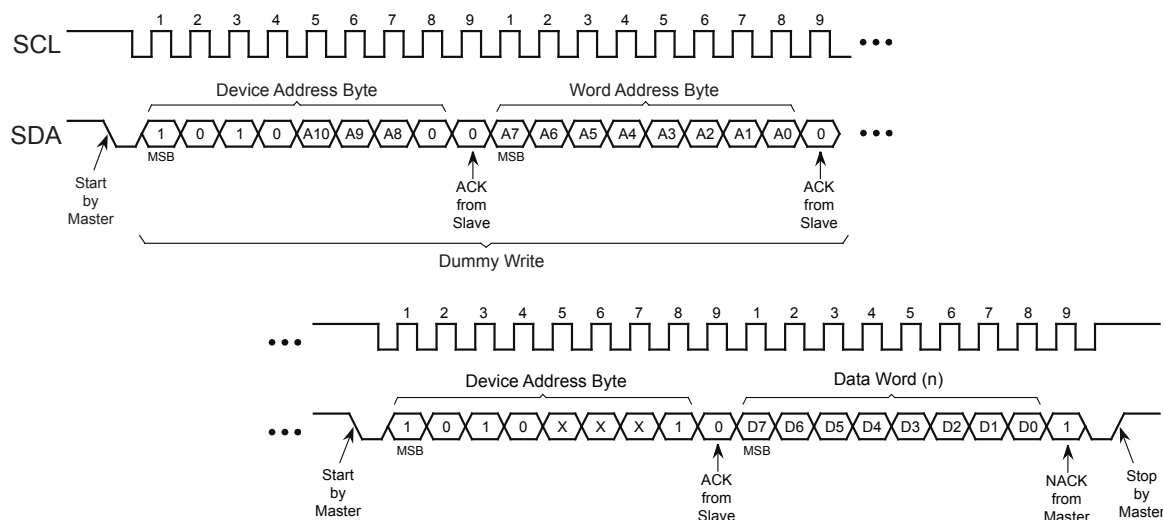 1 2 3 4 5 6 7 8 9 1 2 3 4 5 6 7 8 9
SCL
Device Address Byte Word Address Byte
SDA
1 0 1 0 A10 A9 A8 0 0 A7 A6 A5 A4 A3 A2 A1 A0 0
MSB MSB
Start
by
Master
ACK
from
Slave
ACK
from
Slave
Dummy Write
1 2 3 4 5 6 7 8 9 1 2 3 4 5 6 7 8 9
Device Address Byte Data Word (n)
1 0 1 0 X X X 1 0 D7 D6 D5 D4 D3 D2 D1 D0 1
MSB MSB
Start
by
Master
ACK
from
Slave
NACK
from
Master
Stop
by
Master